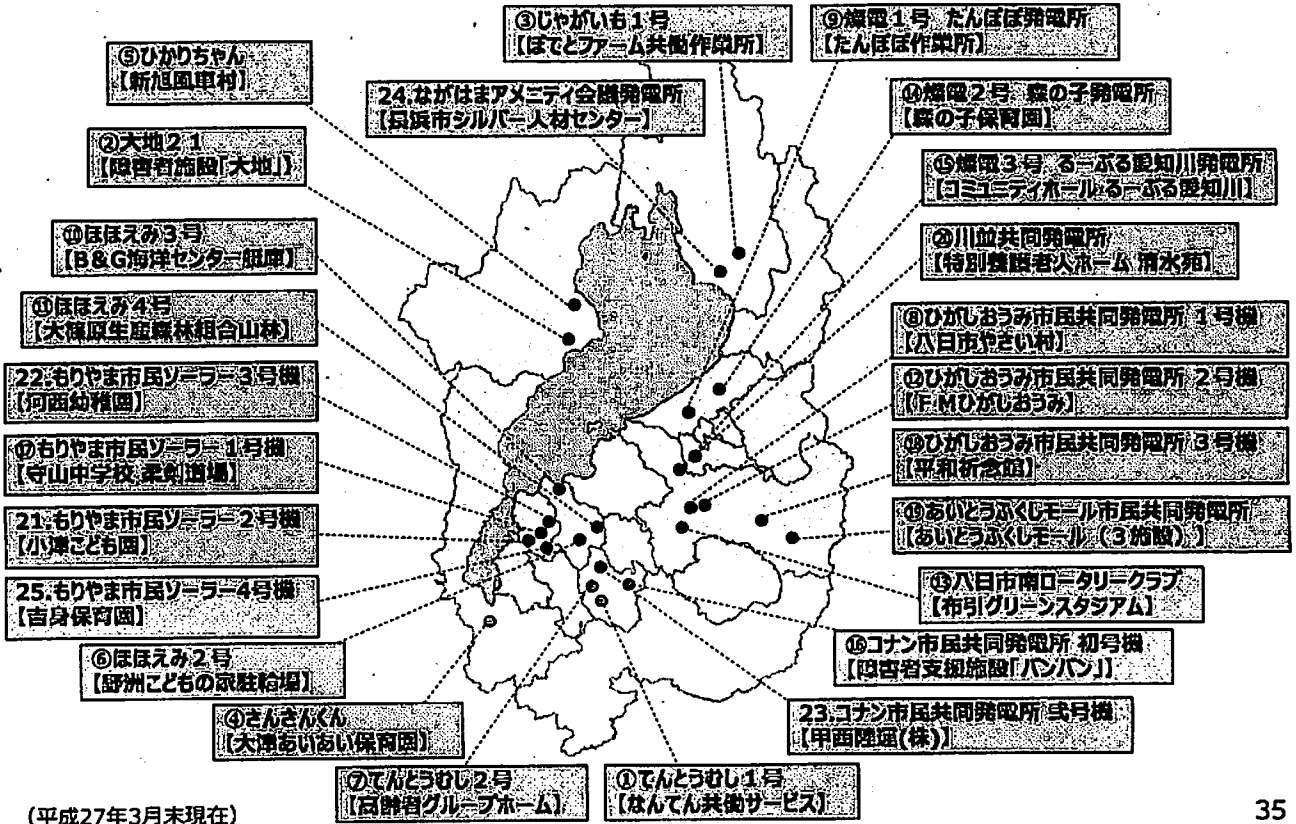 ③じゃがいも1号
【ぽてとファーム共働作業所】
⑨燦電1号 たんぽぽ発電所
【たんぽぽ作業所】
⑤ひかりちゃん
【新旭風車村】
24.ながはまアメニティ会議発電所
【長浜市シルバー人材センター】
⑭燦電2号 森の子発電所
【森の子保育園】
②大地21
【障害者施設「大地」】
⑮燦電3号 るーぶる愛知川発電所
【コミュニティホール るーぶる愛知川】
⑩ほほえみ3号
【B&G海洋センター艇庫】
⑳川並共同発電所
【特別養護老人ホーム 清水苑】
⑪ほほえみ4号
【大篠原生産森林組合山林】
⑧ひがしおうみ市民共同発電所 1号機
【八日市やさい村】
22.もりやま市民ソーラー3号機
【河西幼稚園】
⑫ひがしおうみ市民共同発電所 2号機
【FMひがしおうみ】
⑰もりやま市民ソーラー1号機
【守山中学校 柔剣道場】
⑱ひがしおうみ市民共同発電所 3号機
【平和祈念館】
21.もりやま市民ソーラー2号機
【小津こども園】
⑲あいとうふくしモール市民共同発電所
【あいとうふくしモール(3施設)】
25.もりやま市民ソーラー4号機
【吉身保育園】
⑬八日市南ロータリークラブ
【布引グリーンスタジアム】
⑥ほほえみ2号
【野洲こどもの家駐輪場】
⑯コナン市民共同発電所 初号機
【障害者支援施設「バンバン」】
④さんさんくん
【大津あいあい保育園】
23.コナン市民共同発電所 弐号機
【甲西陸運(株)】
⑦てんとうむし2号
【高齢者グループホーム】
①てんとうむし1号
【なんてん共働サービス】
(平成27年3月末現在)
35